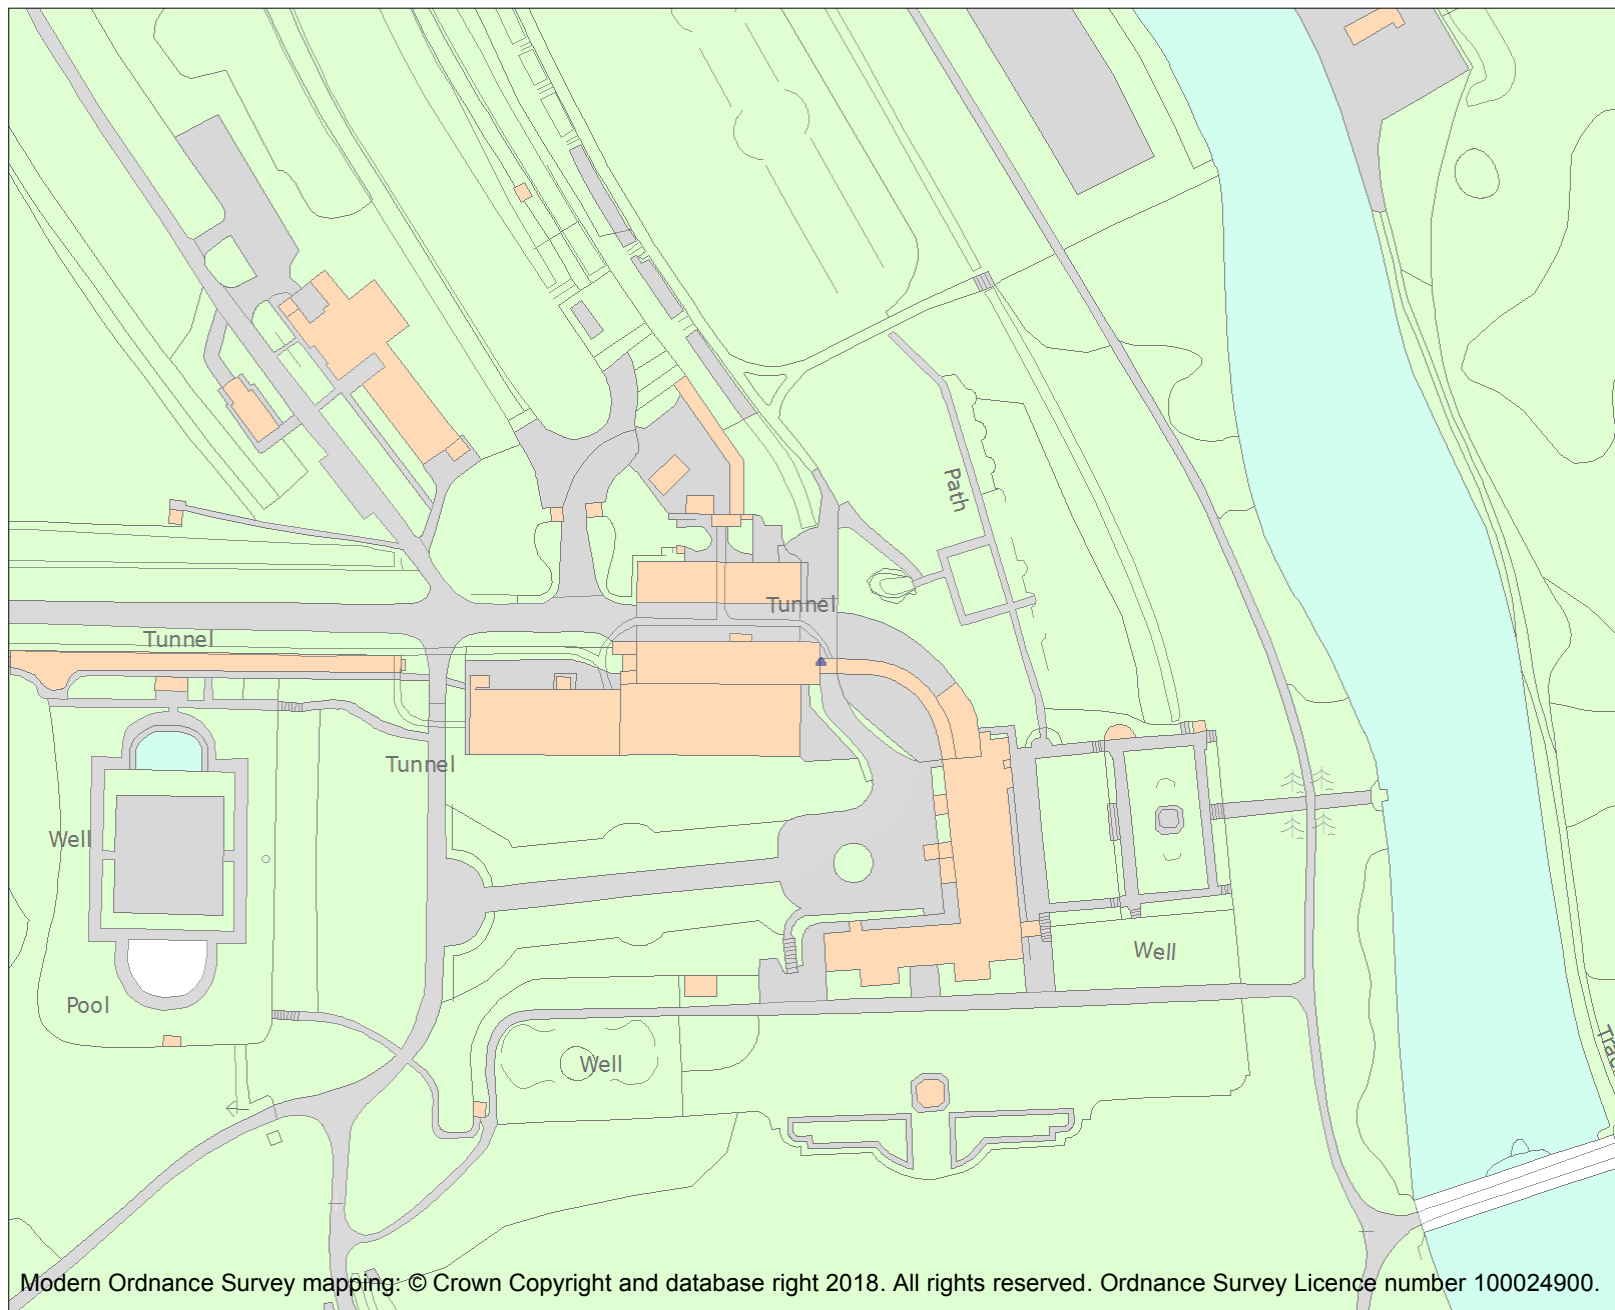 Path
Tunnel
Tunnel
Tunnel
Well
Well
Pool
Well
Modern Ordnance Survey mapping: © Crown Copyright and database right 2018. All rights reserved. Ordnance Survey Licence number 100024900.